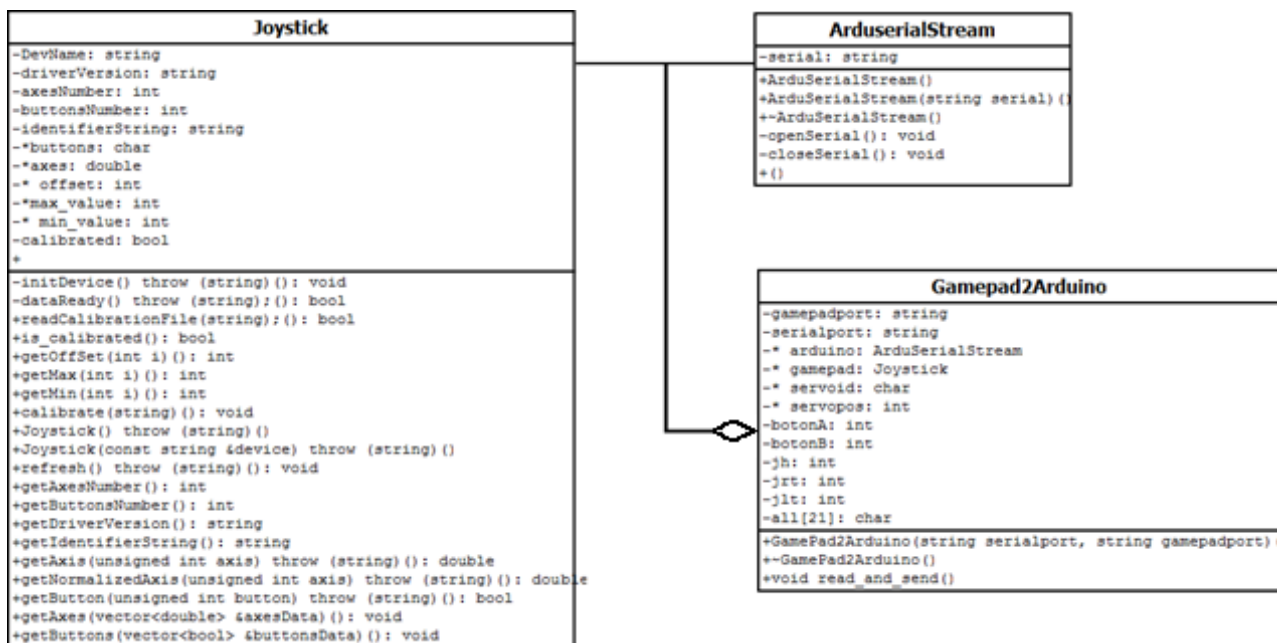 Joystick
-DevName: string
-driverVersion: string
-axesNumber: int
-buttonsNumber: int
-identifierString: string
-*buttons: char
-*axes: double
-* offset: int
-*max_value: int
-* min_value: int
-calibrated: bool
+
-initDevice() throw (string)(): void
-dataReady() throw (string);(): bool
+readCalibrationFile(string);(): bool
+is_calibrated(): bool
+getOffSet(int i)(): int
+getMax(int i)(): int
+getMin(int i)(): int
+calibrate(string)(): void
+Joystick() throw (string)()
+Joystick(const string &device) throw (string)()
+refresh() throw (string)(): void
+getAxesNumber(): int
+getButtonsNumber(): int
+getDriverVersion(): string
+getIdentifierString(): string
+getAxis(unsigned int axis) throw (string)(): double
+getNormalizedAxis(unsigned int axis) throw (string)(): double
+getButton(unsigned int button) throw (string)(): bool
+getAxes(vector<double> &axesData)(): void
+getButtons(vector<bool> &buttonsData)(): void
ArduserialStream
-serial: string
+ArduSerialStream()
+ArduSerialStream(string serial)()
+~ArduSerialStream()
-openSerial(): void
-closeSerial(): void
+()
Gamepad2Arduino
-gamepadport: string
-serialport: string
-* arduino: ArduSerialStream
-* gamepad: Joystick
-* servoid: char
-* servopos: int
-botonA: int
-botonB: int
-jh: int
-jrt: int
-jlt: int
-all[21]: char
+GamePad2Arduino(string serialport, string gamepadport)(
+~GamePad2Arduino()
+void read_and_send()